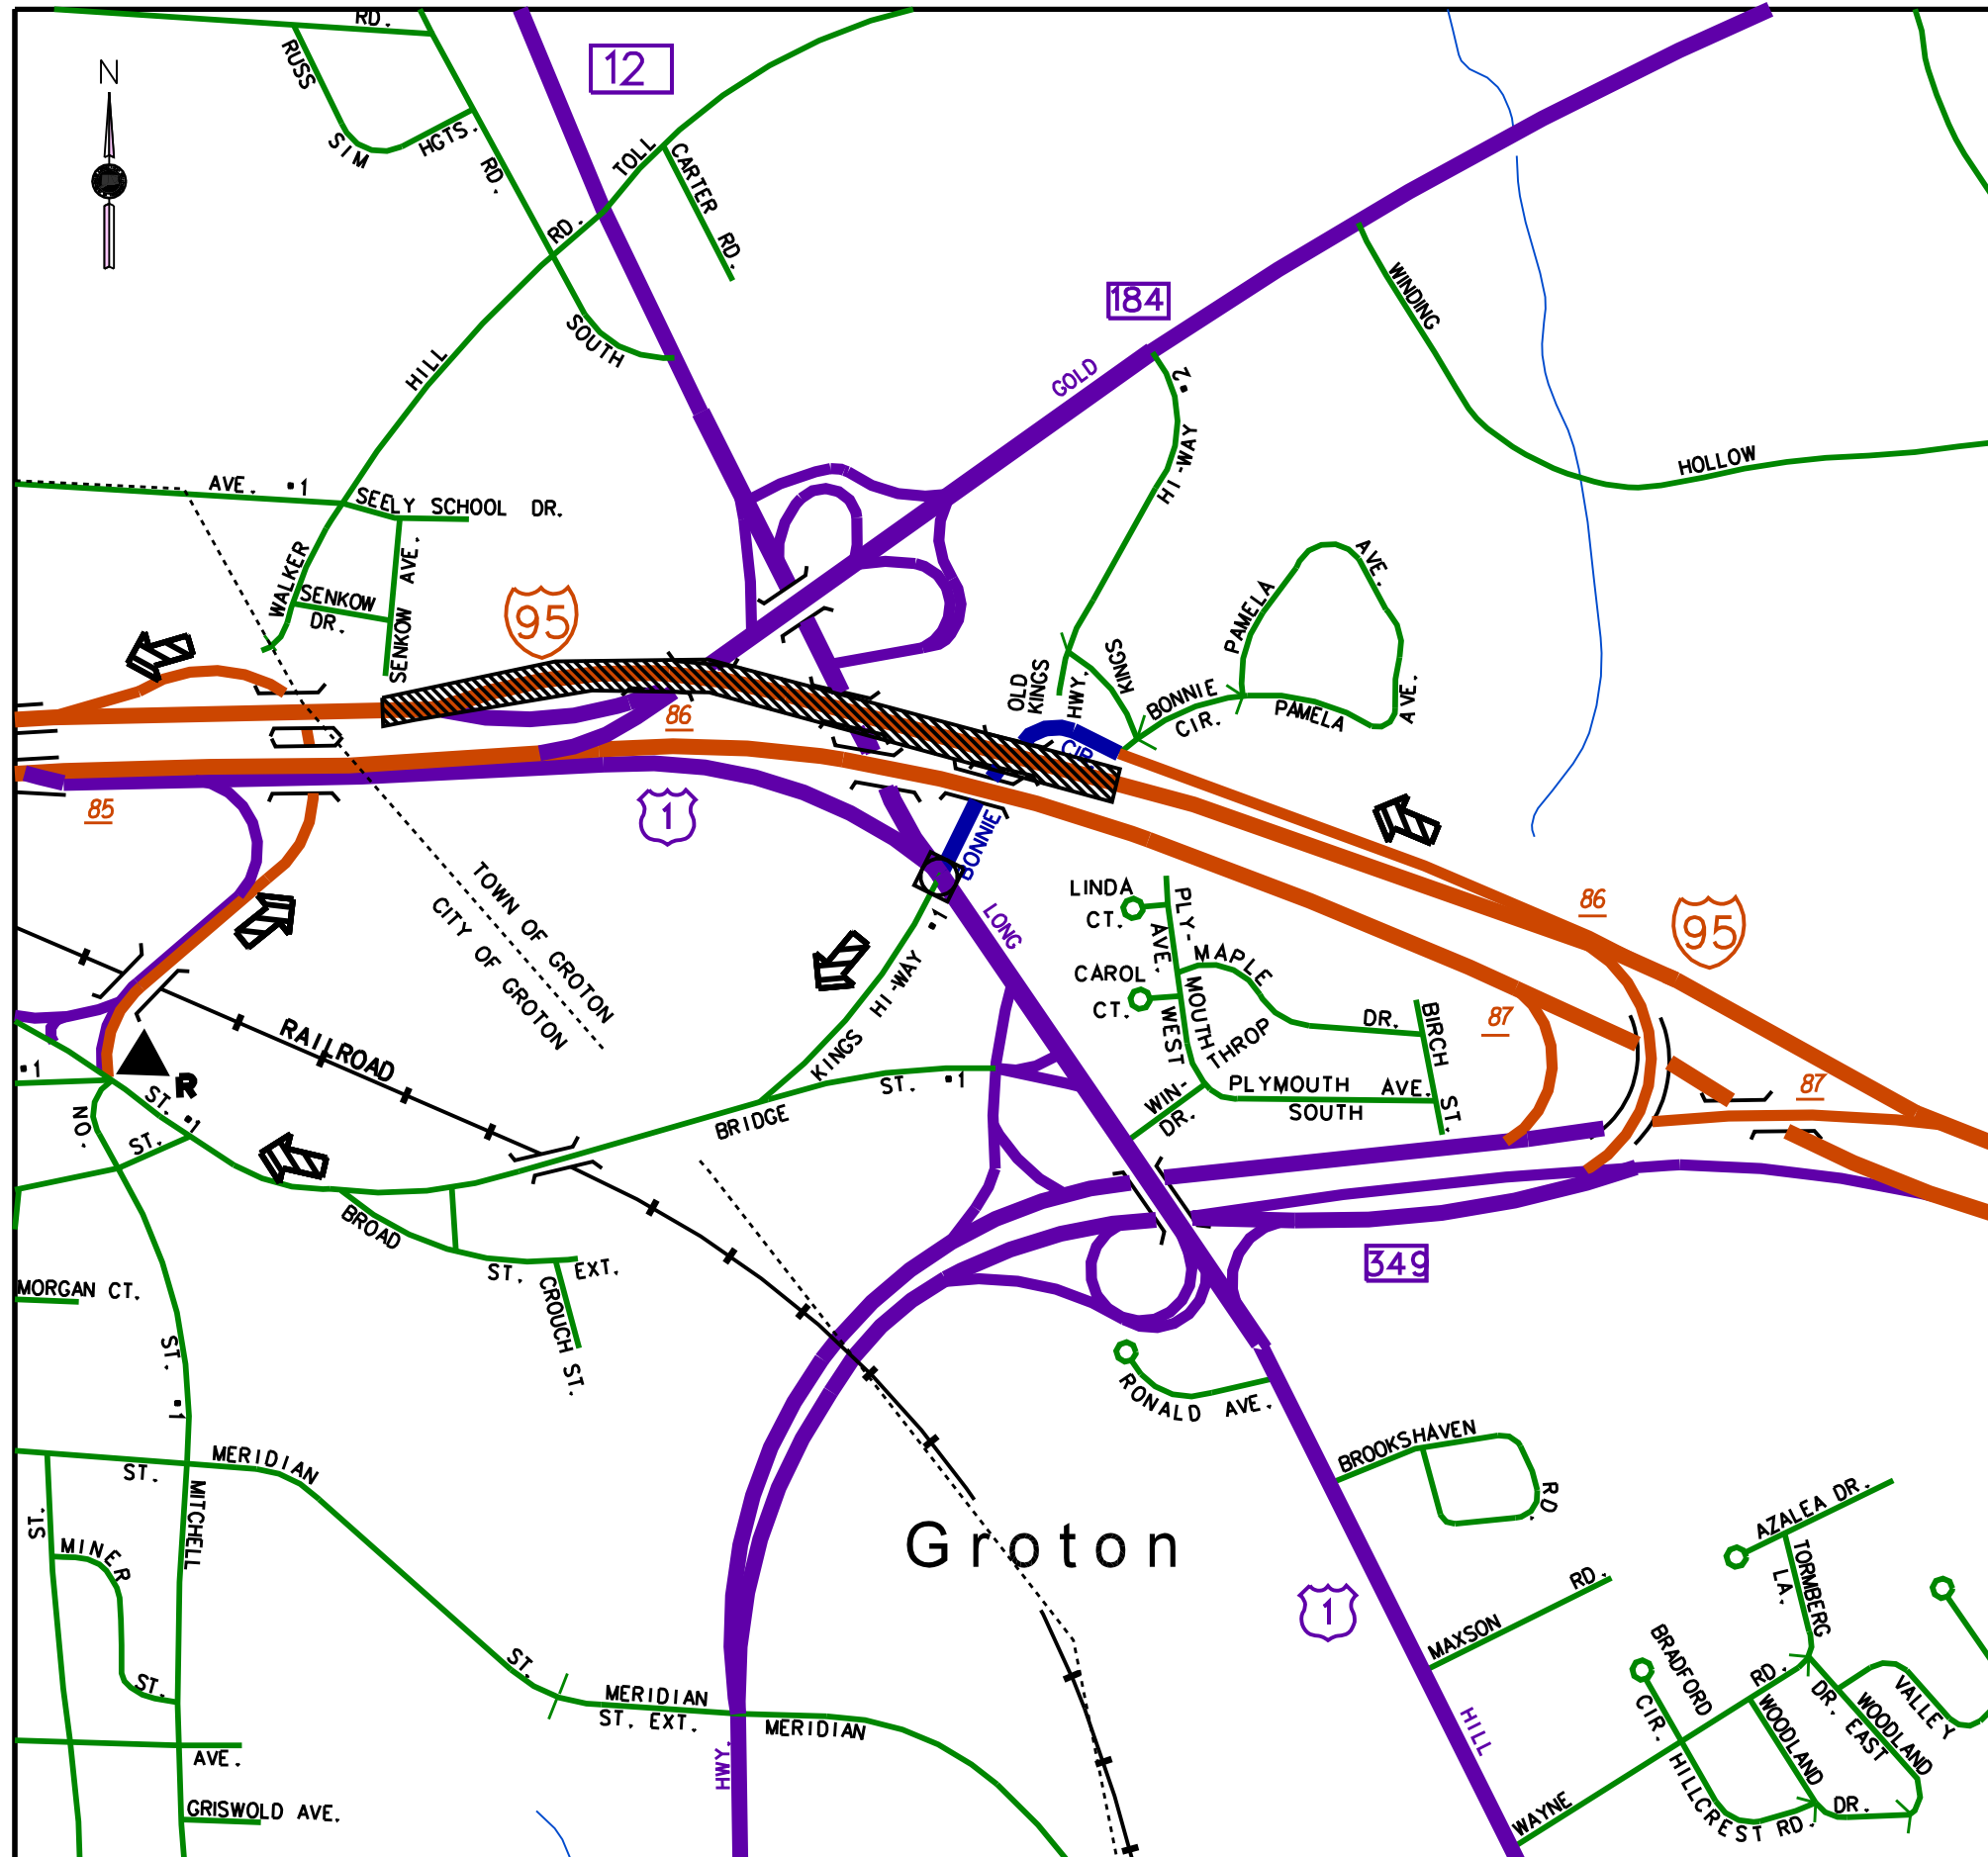 RD.
N
RUSS
12
SIM
HGTS.
RD.
TOLL
CARTER
RD.
RD.
SOUTH
184
WINDING
HILL
GOLD
2.
HI-WAY
HOLLOW
AVE. .1
SEELY SCHOOL DR.
AVE.
WALKER
SENKOW
DR.
SENKOW
95
PAMELA
AVE.
KINGS
OLD
KINGS
HWY.
BONNIE
CIR.
PAMELA
AVE.
86
CIR.
85
1
BONNIE
TOWN OF GROTON
CITY OF GROTON
LINDA
CT.
PLY-
AVE.
MAPLE
LONG
.1
86
95
CAROL
CT.
MOUTH
WEST
DR.
BIRCH
87
HI-WAY
KINGS
RAILROAD
THROP
.1
R
ST. .1
ST. .1
PLYMOUTH AVE.
SOUTH
ST.
87
WIN-
DR.
NO.
ST.
BRIDGE
BROAD
ST. EXT.
349
MORGAN CT.
CROUCH ST.
ST.
.1
RONALD AVE.
BROOKSHAVEN
RD.
MERIDIAN
ST.
MITCHELL
ST.
MINER
AZALEA DR.
TORMBERG
LA.
Groton
RD.
1
MAXSON
BRADFORD
CIR.
RD.
ST.
ST.
MERIDIAN
ST. EXT.
MERIDIAN
VALLEY
WOODLAND
DR. EAST
WOODLAND
HILL
HWY.
AVE.
GRISWOLD AVE.
WAYNE
HILLCREST RD.
DR.